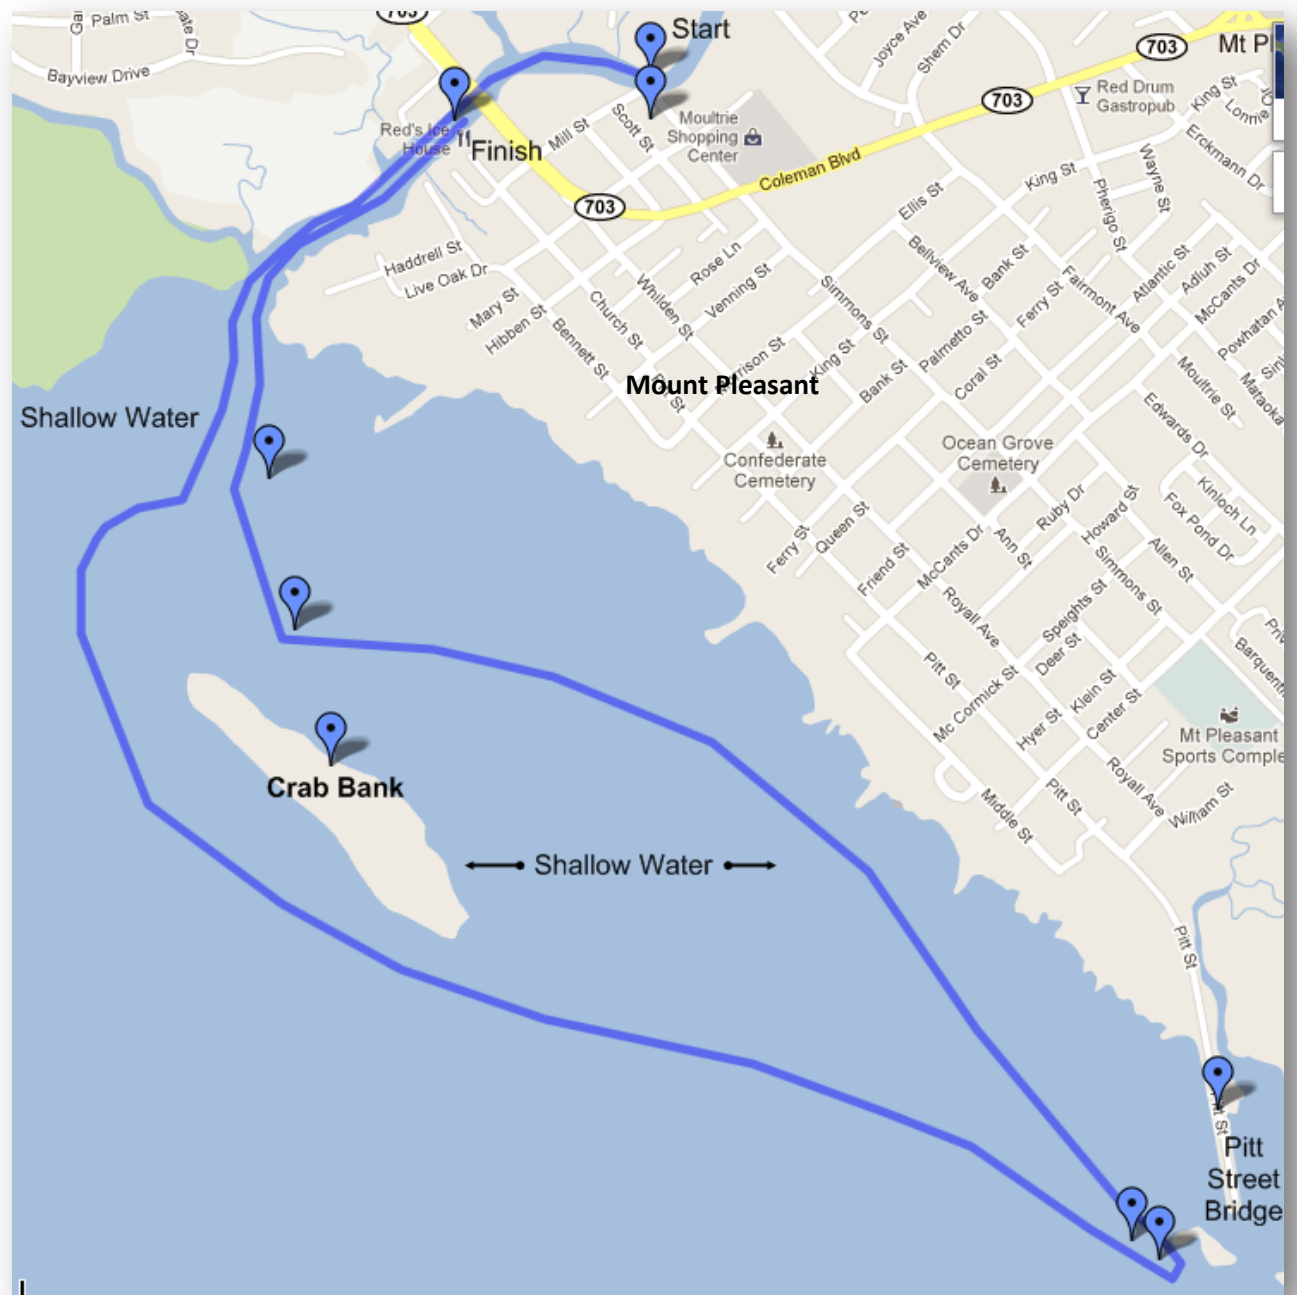 703
Start
Palm St
Bayview Drive
Joyce Ave
Shem Dr
703
Mt Pl
Red Drum
Gastropub
703
King St
Lonnie
Erckmann Dr
Red's Ice
House
Finish
Mill St
Scott St
Moultrie
Shopping
Center
Coleman Blvd
King St
Wayne St
Pherigo St
703
Ellis St
Haddrell St
Live Oak Dr
Rose Ln
Venning St
Bellview Ave
Bank St
Ferry St
Fairmont Ave
Atlantic St
Adluh St
McCants Dr
Powhatan A
Mary St
Hibben St
Bennett St
Church St
Whilden St
Simmons St
Palmetto St
Coral St
King St
Bank St
Moultrie St
Mataoka
Mount Pleasant
Shallow Water
Edwards Dr
Confederate
Cemetery
Ocean Grove
Cemetery
Kinloch Ln
Fox Pond Dr
Ruby Dr
Howard St
Ferry St
Queen St
Friend St
McCants Dr
Ann St
Simmons St
Allen St
Royall Ave
Speights St
Deer St
Barquent
Pitt St
Mc Cormick St
Klein St
Hyer St
Center St
Mt Pleasant
Sports Comple
Crab Bank
Royall Ave
William St
Pitt St
Middle St
Shallow Water
Pitt St
Pitt St
Pitt
Street
Bridge